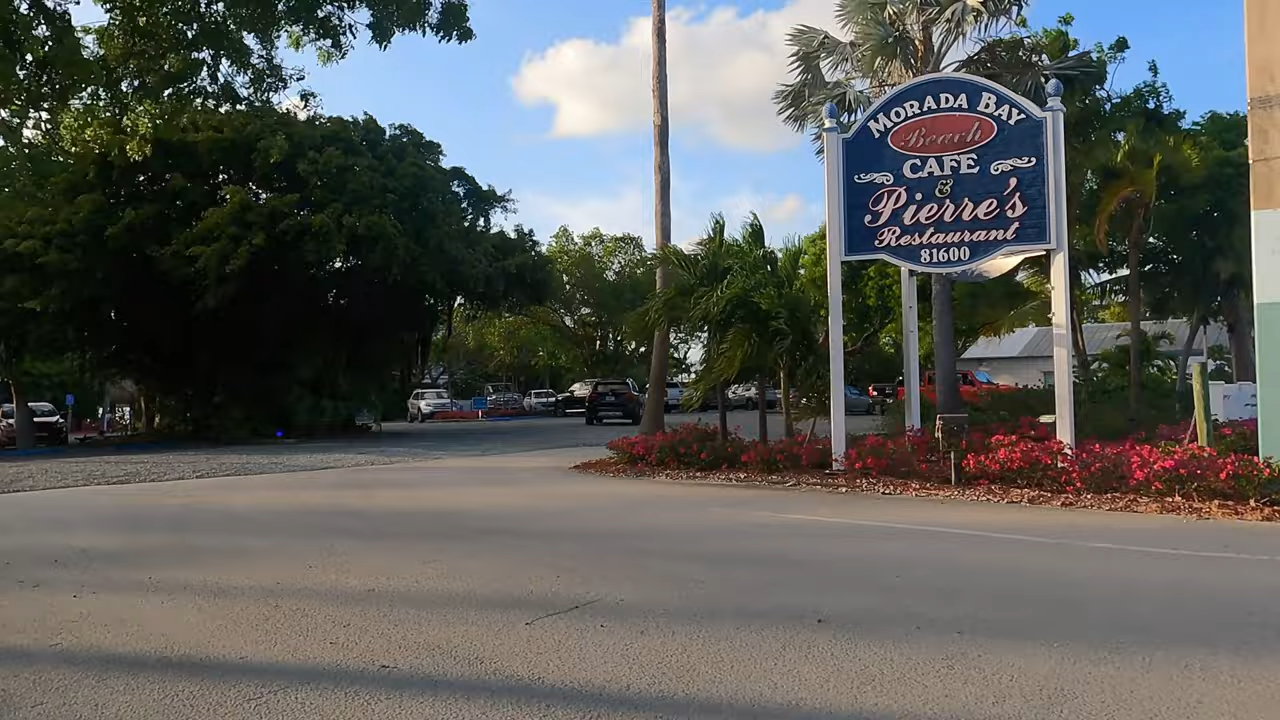 MORADA BAY
Beach
CAFE
&
Pierre's
Restaurant
81600